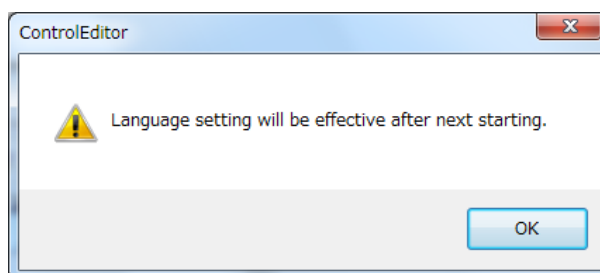 ControlEditor
Language setting will be effective after next starting.
OK